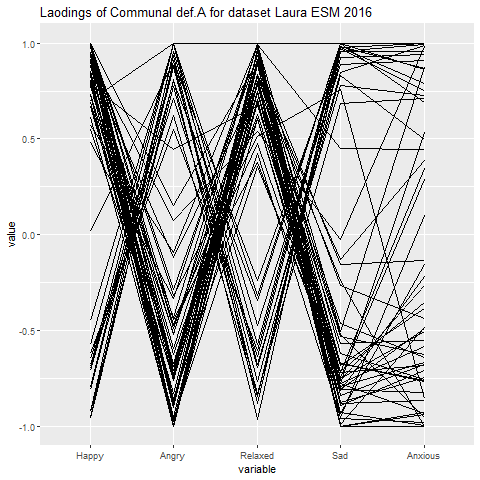 Laodings of Communal def.A for dataset Laura ESM 2016
1.0
0.5
0.0
-0.5
-1.0
value
Happy Angry Relaxed Sad Anxious
variable